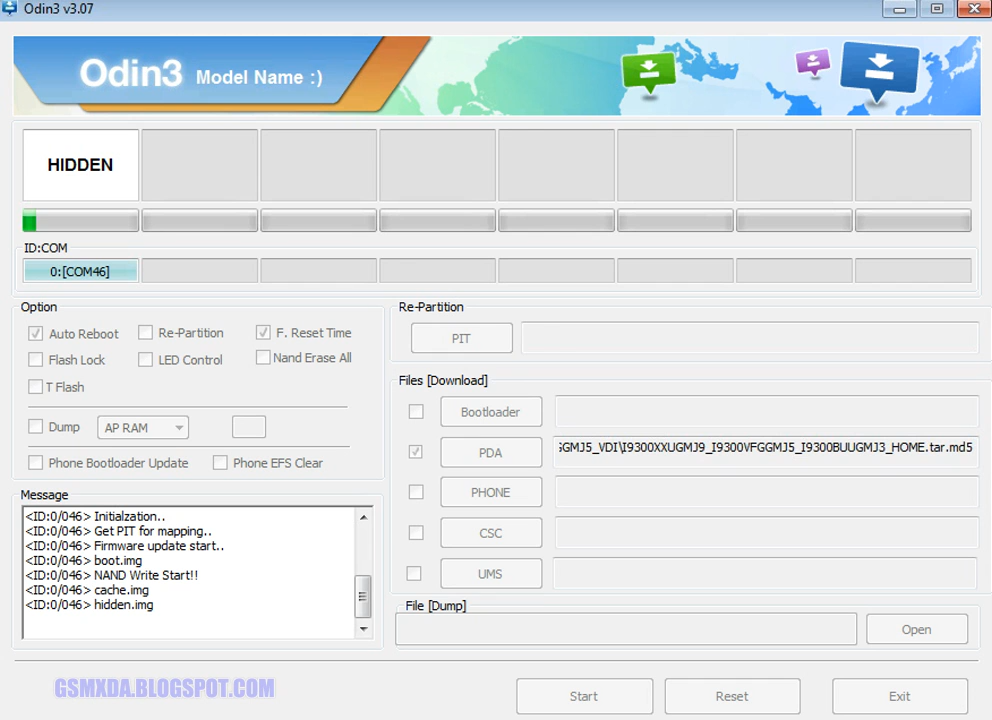 Odin3 v3.07
Odin3 Model Name :)
HIDDEN
ID:COM
0:[COM46]
Option
Auto Reboot
Re-Partition
F. Reset Time
Flash Lock
LED Control
Nand Erase All
T Flash
Dump
AP RAM
Phone Bootloader Update
Phone EFS Clear
Message
<ID:0/046> Initialzation..
<ID:0/046> Get PIT for mapping..
<ID:0/046> Firmware update start..
<ID:0/046> boot.img
<ID:0/046> NAND Write Start!!
<ID:0/046> cache.img
<ID:0/046> hidden.img
Re-Partition
PIT
Files [Download]
Bootloader
PDA
GGMJ5_VDI\I9300XXUGMJ9_I9300VFGGMJ5_I9300BUUGMJ3_HOME.tar.md5
PHONE
CSC
UMS
File [Dump]
Open
GSMXDA.BLOGSPOT.COM
Start
Reset
Exit